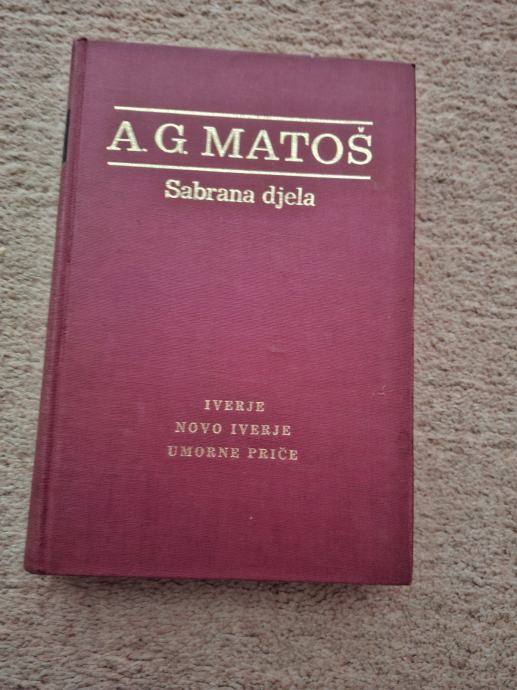 A. G. MATOŠ
Sabrana djela
IVERJE
NOVO IVERJE
UMORNE PRIČE